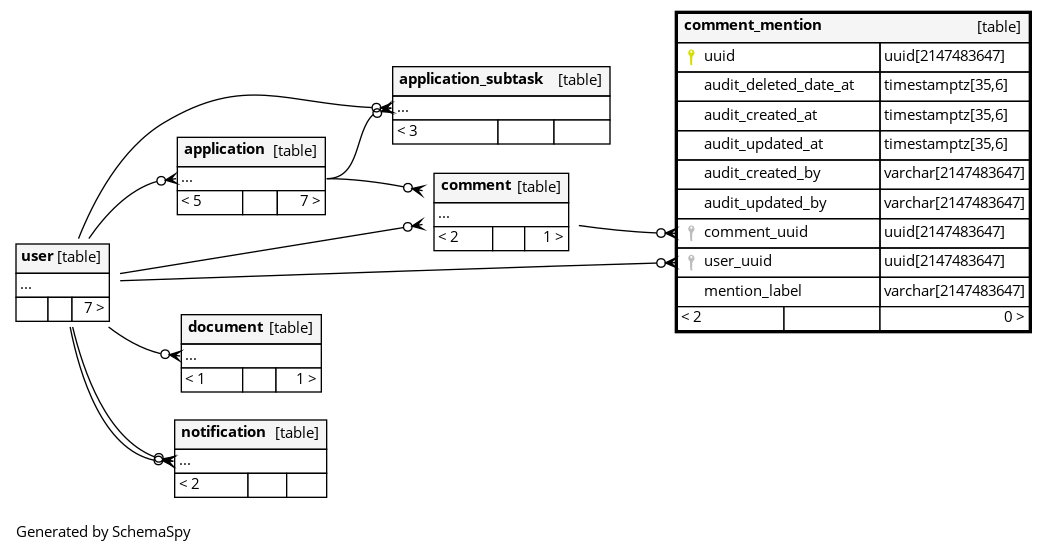 comment_mention [table]
uuid uuid[2147483647]
audit_deleted_date_at timestamptz[35,6]
audit_created_at timestamptz[35,6]
audit_updated_at timestamptz[35,6]
audit_created_by varchar[2147483647]
audit_updated_by varchar[2147483647]
comment_uuid uuid[2147483647]
user_uuid uuid[2147483647]
mention_label varchar[2147483647]
< 2 0 >
application_subtask [table]
...
< 3
application [table]
...
< 5 7 >
comment [table]
...
< 2 1 >
user [table]
...
7 >
document [table]
...
< 1 1 >
notification [table]
...
< 2
Generated by SchemaSpy